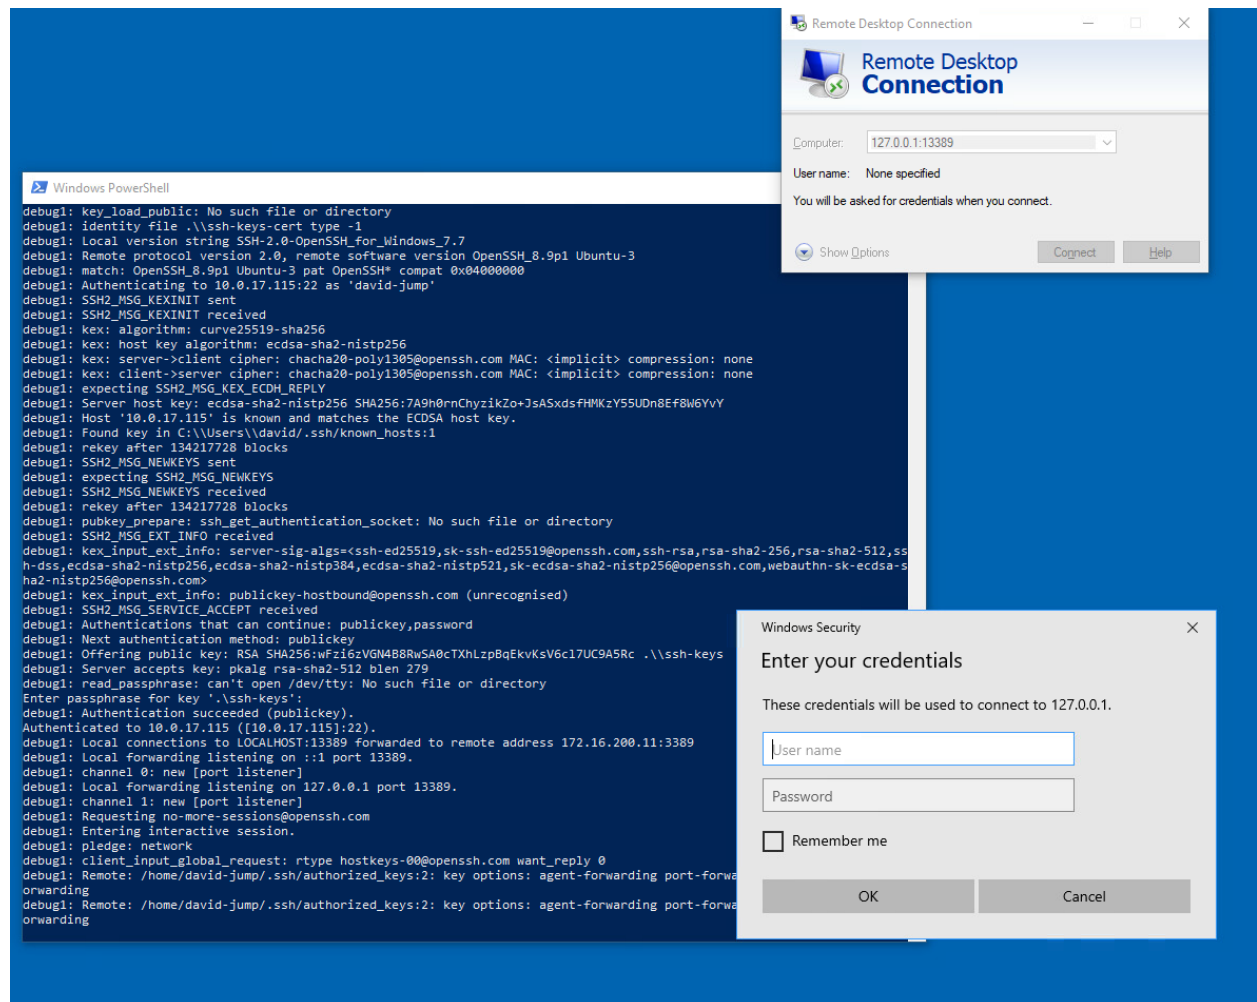 Remote Desktop Connection
Remote Desktop
Connection
Computer: 127.0.0.1:13389
User name: None specified
You will be asked for credentials when you connect.
Show Options Connect Help
Windows PowerShell
debug1: key_load_public: No such file or directory
debug1: identity file .\\ssh-keys-cert type -1
debug1: Local version string SSH-2.0-OpenSSH_for_Windows_7.7
debug1: Remote protocol version 2.0, remote software version OpenSSH_8.9p1 Ubuntu-3
debug1: match: OpenSSH_8.9p1 Ubuntu-3 pat OpenSSH* compat 0x04000000
debug1: Authenticating to 10.0.17.115:22 as 'david-jump'
debug1: SSH2_MSG_KEXINIT sent
debug1: SSH2_MSG_KEXINIT received
debug1: kex: algorithm: curve25519-sha256
debug1: kex: host key algorithm: ecdsa-sha2-nistp256
debug1: kex: server->client cipher: chacha20-poly1305@openssh.com MAC: <implicit> compression: none
debug1: kex: client->server cipher: chacha20-poly1305@openssh.com MAC: <implicit> compression: none
debug1: expecting SSH2_MSG_KEX_ECDH_REPLY
debug1: Server host key: ecdsa-sha2-nistp256 SHA256:7A9h0rnChyzikZo+JsASxdsfHMKzY55UDn8Ef8W6YvY
debug1: Host '10.0.17.115' is known and matches the ECDSA host key.
debug1: Found key in C:\\Users\\david/.ssh/known_hosts:1
debug1: rekey after 134217728 blocks
debug1: SSH2_MSG_NEWKEYS sent
debug1: expecting SSH2_MSG_NEWKEYS
debug1: SSH2_MSG_NEWKEYS received
debug1: rekey after 134217728 blocks
debug1: pubkey_prepare: ssh_get_authentication_socket: No such file or directory
debug1: SSH2_MSG_EXT_INFO received
debug1: kex_input_ext_info: server-sig-algs=<ssh-ed25519,sk-ssh-ed25519@openssh.com,ssh-rsa,rsa-sha2-256,rsa-sha2-512,ss
h-dss,ecdsa-sha2-nistp256,ecdsa-sha2-nistp384,ecdsa-sha2-nistp521,sk-ecdsa-sha2-nistp256@openssh.com,webauthn-sk-ecdsa-s
ha2-nistp256@openssh.com>
debug1: kex_input_ext_info: publickey-hostbound@openssh.com (unrecognised)
debug1: SSH2_MSG_SERVICE_ACCEPT received
debug1: Authentications that can continue: publickey,password
debug1: Next authentication method: publickey
debug1: Offering public key: RSA SHA256:wFzi6zVGN4B8RwSA0cTXhLzpBqEkvKsV6c17UC9A5Rc .\\ssh-keys
debug1: Server accepts key: pkalg rsa-sha2-512 blen 279
debug1: read_passphrase: can't open /dev/tty: No such file or directory
Enter passphrase for key '.\ssh-keys':
debug1: Authentication succeeded (publickey).
Authenticated to 10.0.17.115 ([10.0.17.115]:22).
debug1: Local connections to LOCALHOST:13389 forwarded to remote address 172.16.200.11:3389
debug1: Local forwarding listening on ::1 port 13389.
debug1: channel 0: new [port listener]
debug1: Local forwarding listening on 127.0.0.1 port 13389.
debug1: channel 1: new [port listener]
debug1: Requesting no-more-sessions@openssh.com
debug1: Entering interactive session.
debug1: pledge: network
debug1: client_input_global_request: rtype hostkeys-00@openssh.com want_reply 0
debug1: Remote: /home/david-jump/.ssh/authorized_keys:2: key options: agent-forwarding port-forwa
orwarding
debug1: Remote: /home/david-jump/.ssh/authorized_keys:2: key options: agent-forwarding port-forwa
orwarding
Windows Security
Enter your credentials
These credentials will be used to connect to 127.0.0.1.
User name
Password
Remember me
OK Cancel